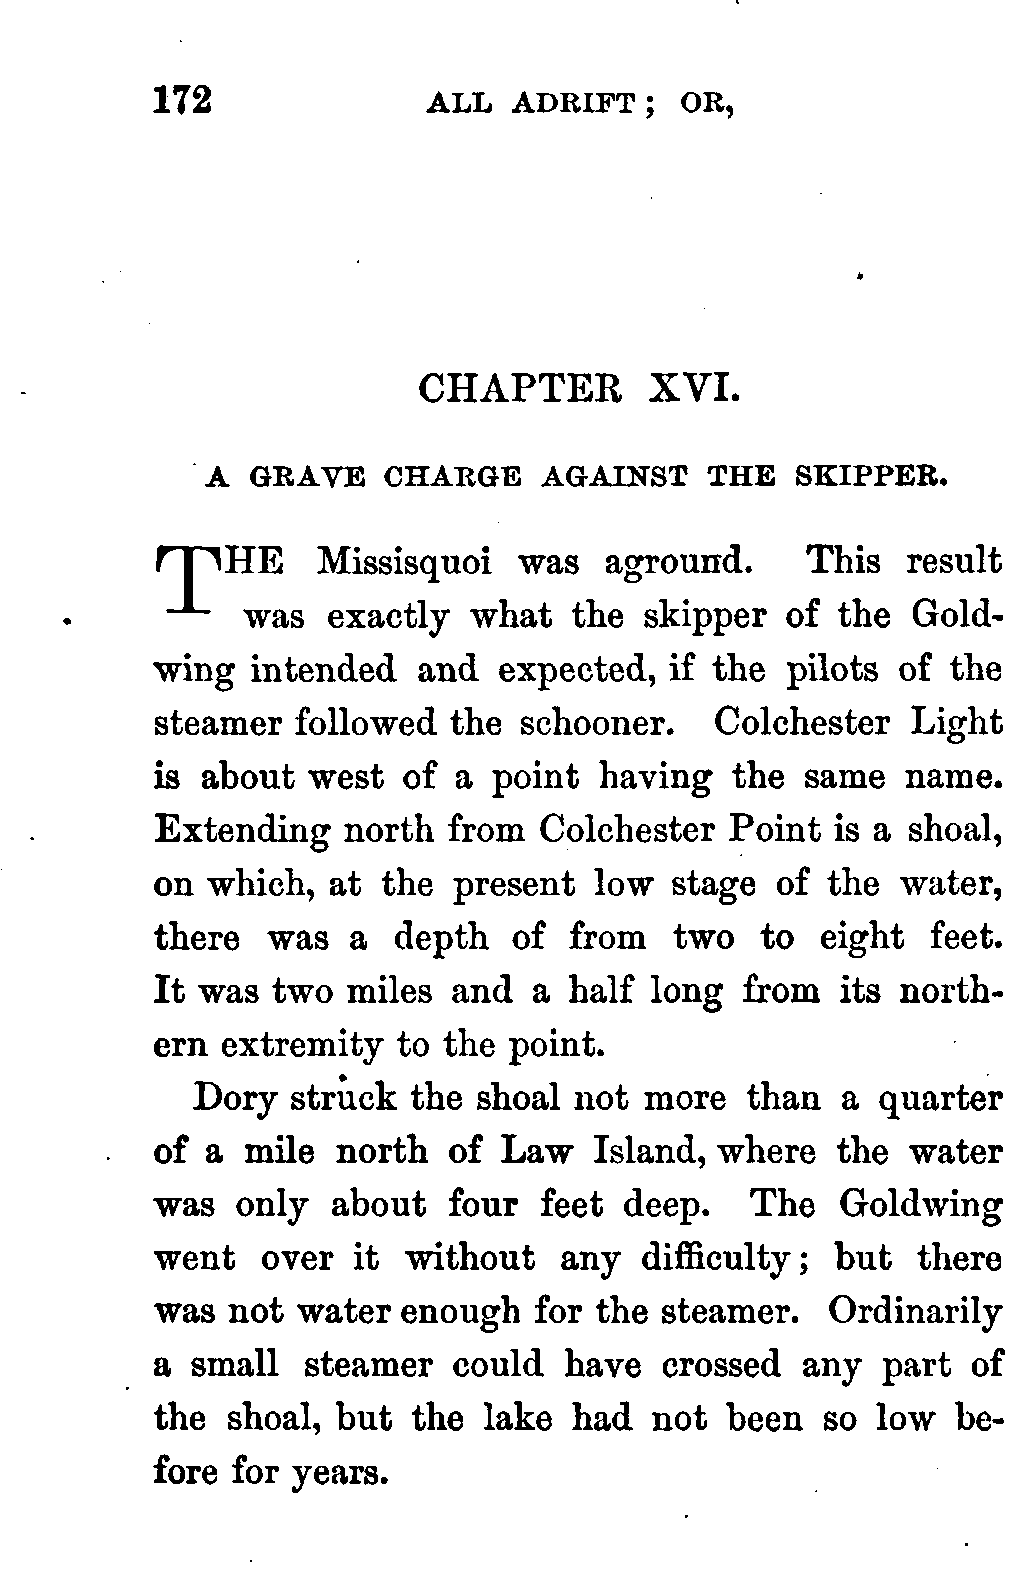 172 ALL ADRIFT; OR,
CHAPTER XVI.
A GRAVE CHARGE AGAINST THE SKIPPER.
THE Missisquoi was aground. This result
was exactly what the skipper of the Gold-
wing intended and expected, if the pilots of the
steamer followed the schooner. Colchester Light
is about west of a point having the same name.
Extending north from Colchester Point is a shoal,
on which, at the present low stage of the water,
there was a depth of from two to eight feet.
It was two miles and a half long from its north-
ern extremity to the point.
Dory struck the shoal not more than a quarter
of a mile north of Law Island, where the water
was only about four feet deep. The Goldwing
went over it without any difficulty; but there
was not water enough for the steamer. Ordinarily
a small steamer could have crossed any part of
the shoal, but the lake had not been so low be-
fore for years.